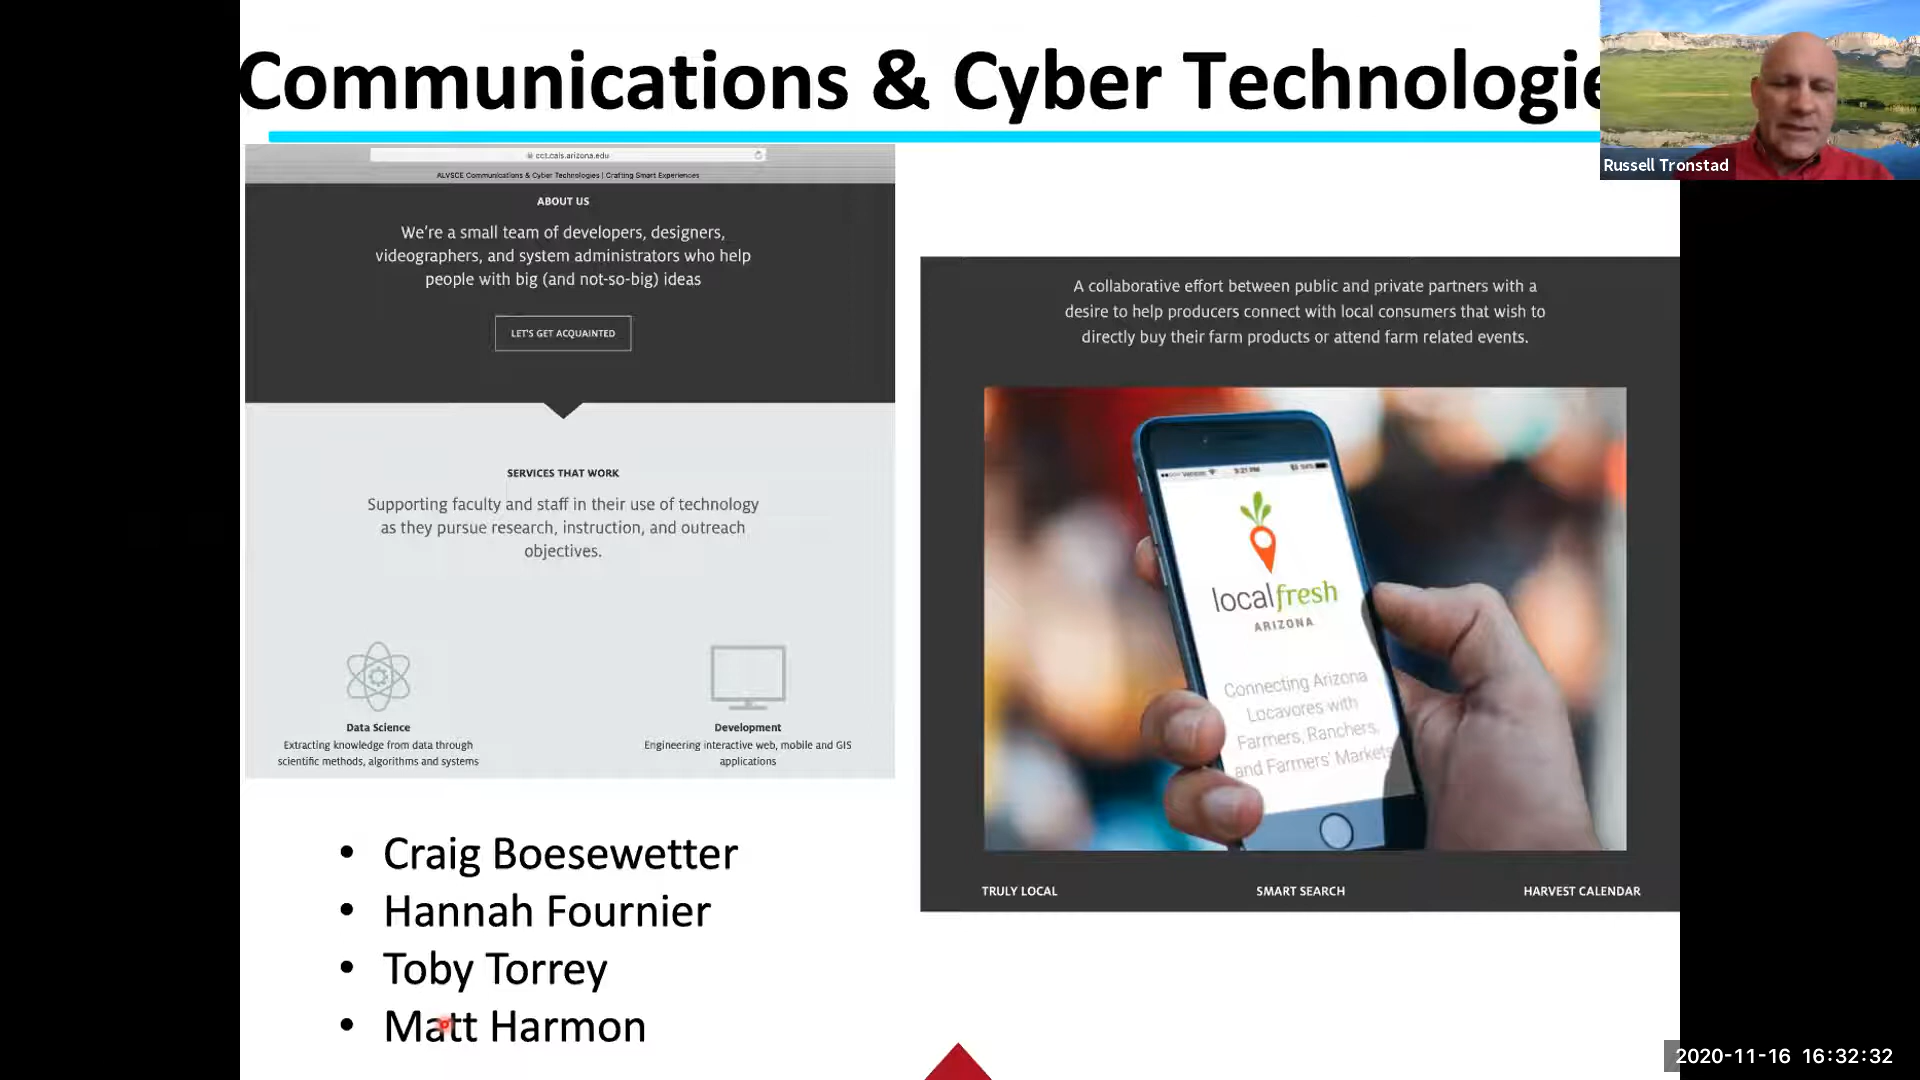 Communications & Cyber Technologie
Russell Tronstad
cct.cals.arizona.edu
ALVSCE Communications & Cyber Technologies | Crafting Smart Experiences
ABOUT US
We're a small team of developers, designers,
videographers, and system administrators who help
people with big (and not-so-big) ideas
LET'S GET ACQUAINTED
SERVICES THAT WORK
Supporting faculty and staff in their use of technology
as they pursue research, instruction, and outreach
objectives.
Data Science
Extracting knowledge from data through
scientific methods, algorithms and systems
Development
Engineering interactive web, mobile and GIS
applications
A collaborative effort between public and private partners with a
desire to help producers connect with local consumers that wish to
directly buy their farm products or attend farm related events.
Verizon 3:21 PM 94%
localfresh
ARIZONA
Connecting Arizona
Locavores with
Farmers, Ranchers,
and Farmers' Markets
TRULY LOCAL
SMART SEARCH
HARVEST CALENDAR
• Craig Boesewetter
• Hannah Fournier
• Toby Torrey
• Matt Harmon
2020-11-16 16:32:32